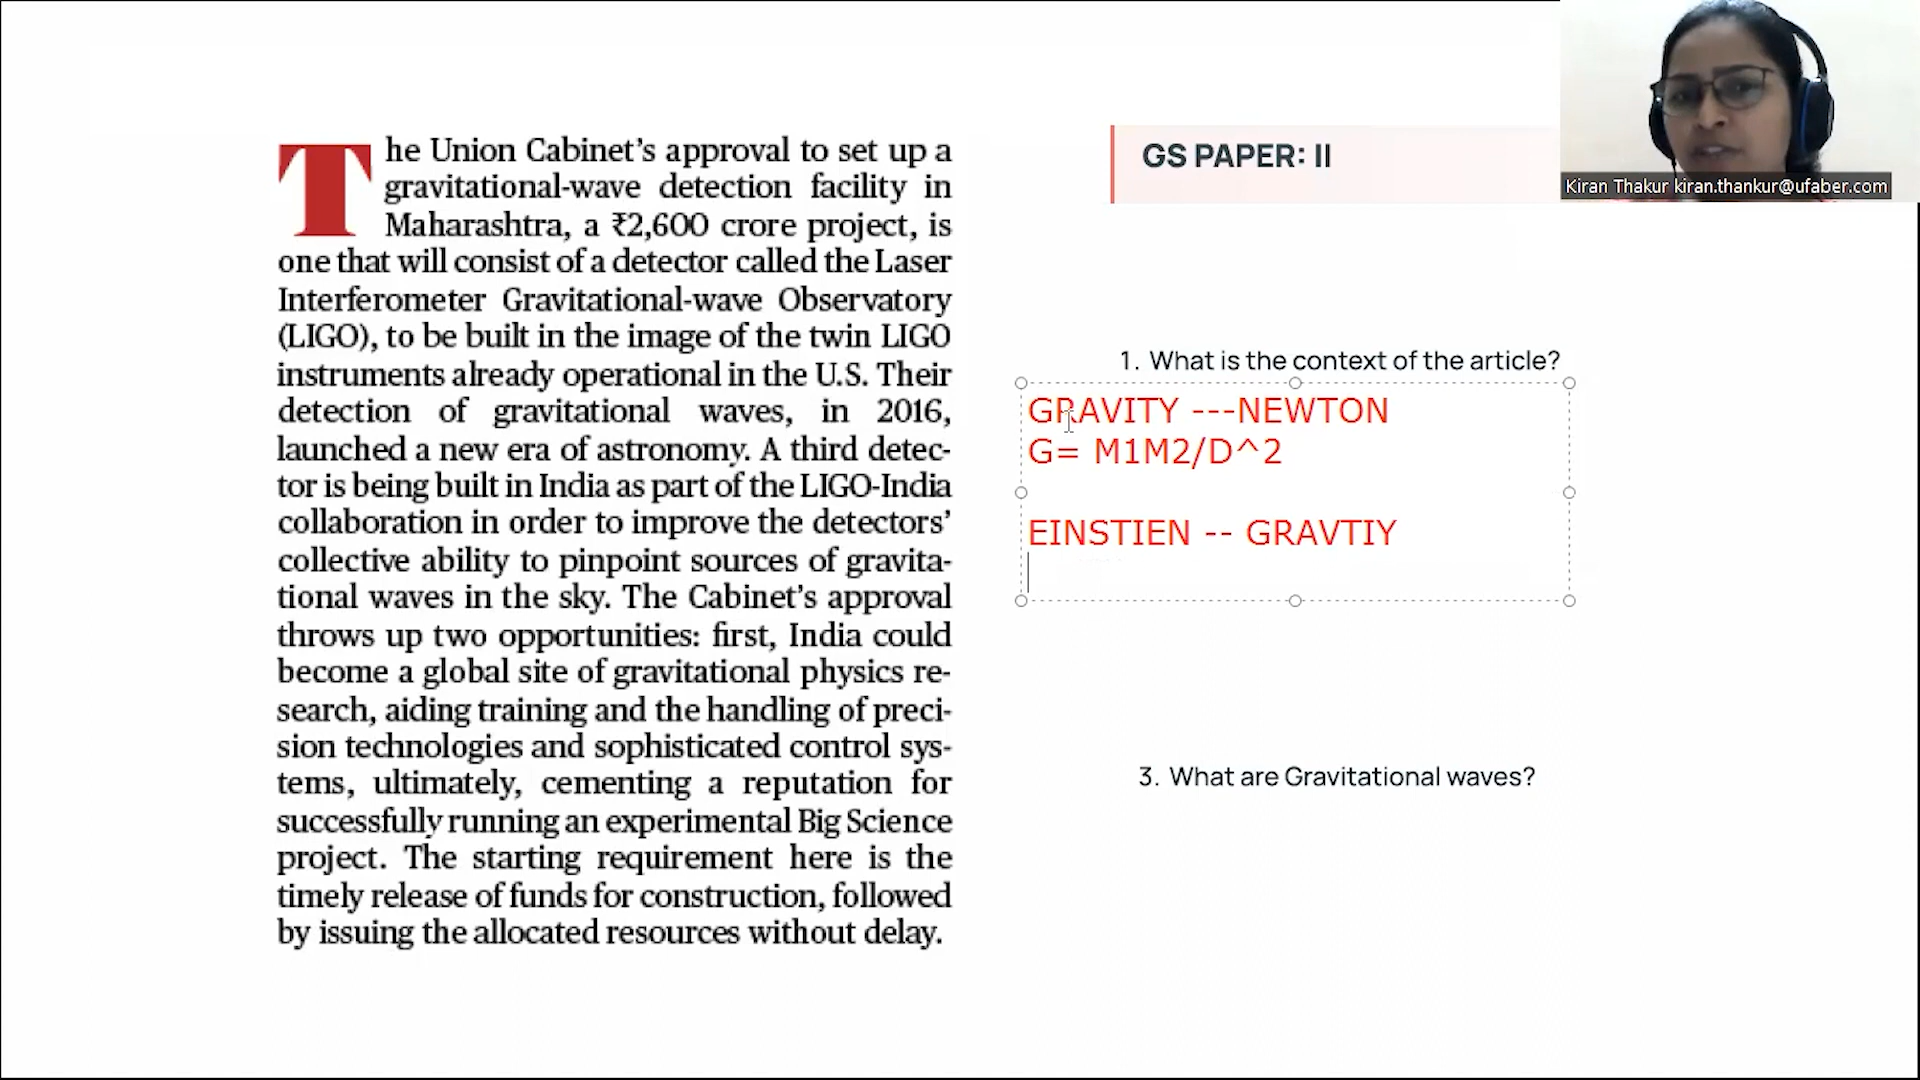 The Union Cabinet's approval to set up a
gravitational-wave detection facility in
Maharashtra, a ₹2,600 crore project, is
one that will consist of a detector called the Laser
Interferometer Gravitational-wave Observatory
(LIGO), to be built in the image of the twin LIGO
instruments already operational in the U.S. Their
detection of gravitational waves, in 2016,
launched a new era of astronomy. A third detec-
tor is being built in India as part of the LIGO-India
collaboration in order to improve the detectors'
collective ability to pinpoint sources of gravita-
tional waves in the sky. The Cabinet's approval
throws up two opportunities: first, India could
become a global site of gravitational physics re-
search, aiding training and the handling of preci-
sion technologies and sophisticated control sys-
tems, ultimately, cementing a reputation for
successfully running an experimental Big Science
project. The starting requirement here is the
timely release of funds for construction, followed
by issuing the allocated resources without delay.
GS PAPER: II
Kiran Thakur kiran.thankur@ufaber.com
1. What is the context of the article?
GRAVITY ---NEWTON
G= M1M2/D^2
EINSTIEN -- GRAVTIY
3. What are Gravitational waves?